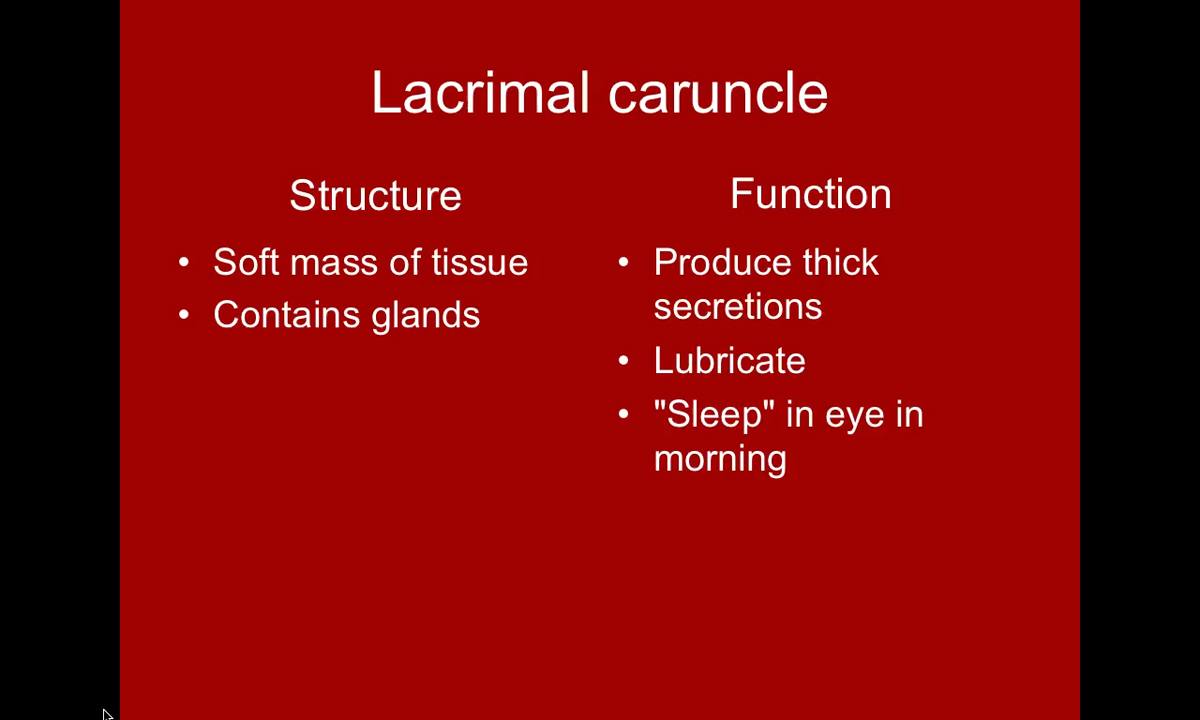 Lacrimal caruncle
Structure
• Soft mass of tissue
• Contains glands
Function
• Produce thick
secretions
• Lubricate
• "Sleep" in eye in
morning